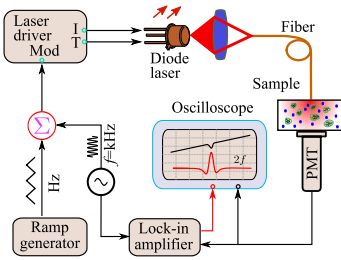 Laser
driver
Mod
I
T
Diode
laser
Fiber
Sample
Oscilloscope
Σ
f=kHz
Hz
2f
PMT
Ramp
generator
Lock-in
amplifier